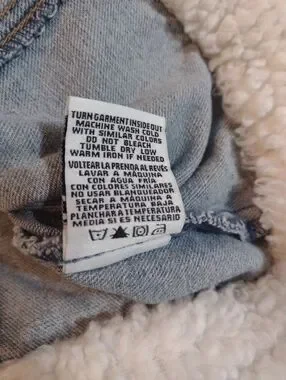 TURN GARMENT INSIDE OUT
MACHINE WASH COLD
WITH SIMILAR COLORS
DO NOT BLEACH
TUMBLE DRY LOW
WARM IRON IF NEEDED
VOLTEAR LA PRENDA AL REVÉS
LAVAR A MÁQUINA
CON AGUA FRÍA
CON COLORES SIMILARES
NO USAR BLANQUEADOR
SECAR A MÁQUINA A
TEMPERATURA BAJA
PLANCHAR A TEMPERATURA
MEDIA SI ES NECESARIO